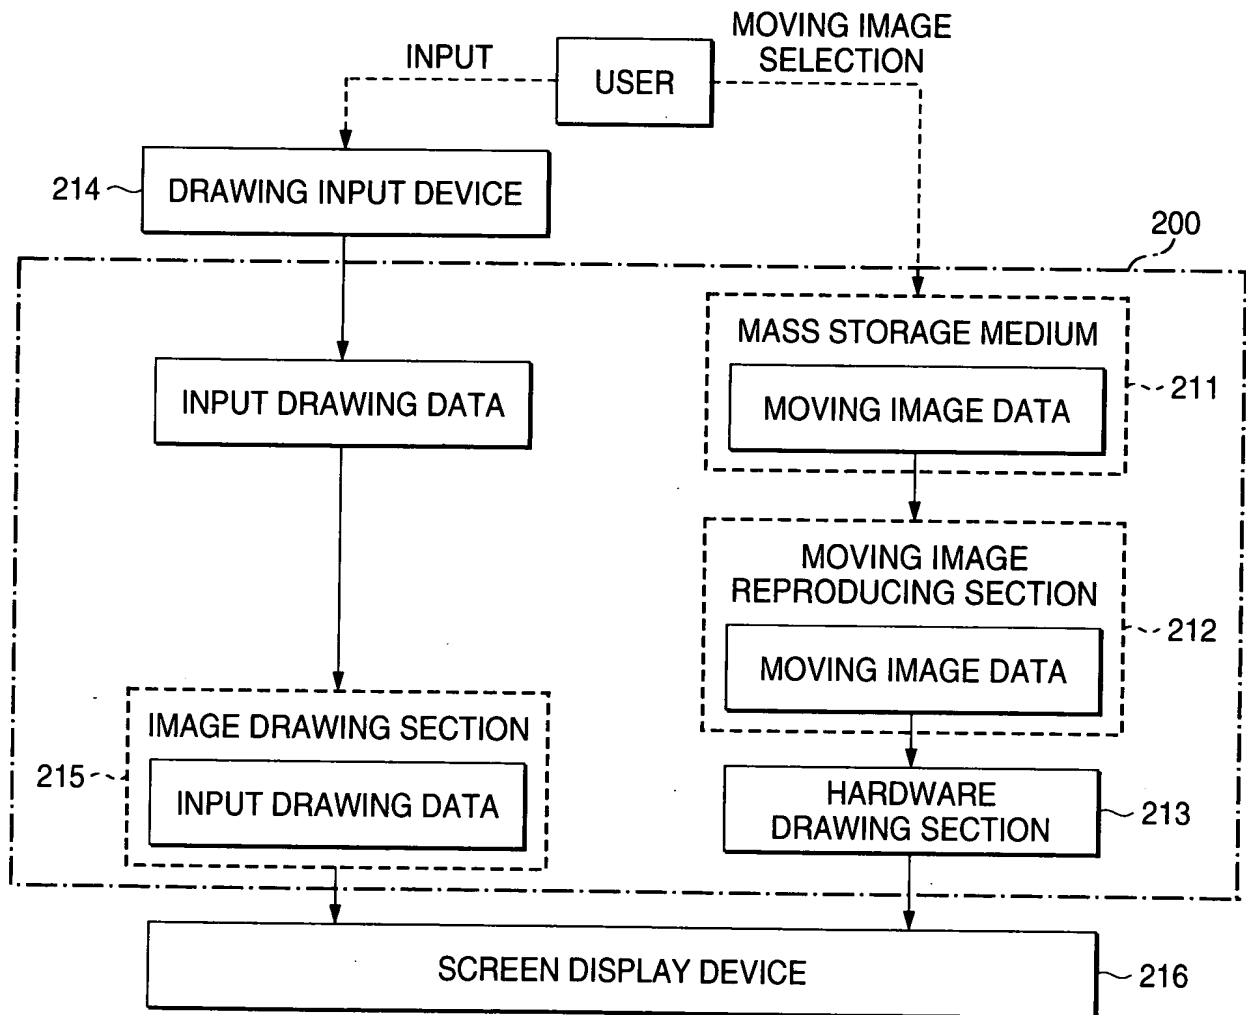 MOVING IMAGE
SELECTION
INPUT
USER
214
DRAWING INPUT DEVICE
200
MASS STORAGE MEDIUM
INPUT DRAWING DATA
MOVING IMAGE DATA
211
MOVING IMAGE
REPRODUCING SECTION
212
MOVING IMAGE DATA
IMAGE DRAWING SECTION
215
INPUT DRAWING DATA
HARDWARE
DRAWING SECTION
213
SCREEN DISPLAY DEVICE
216